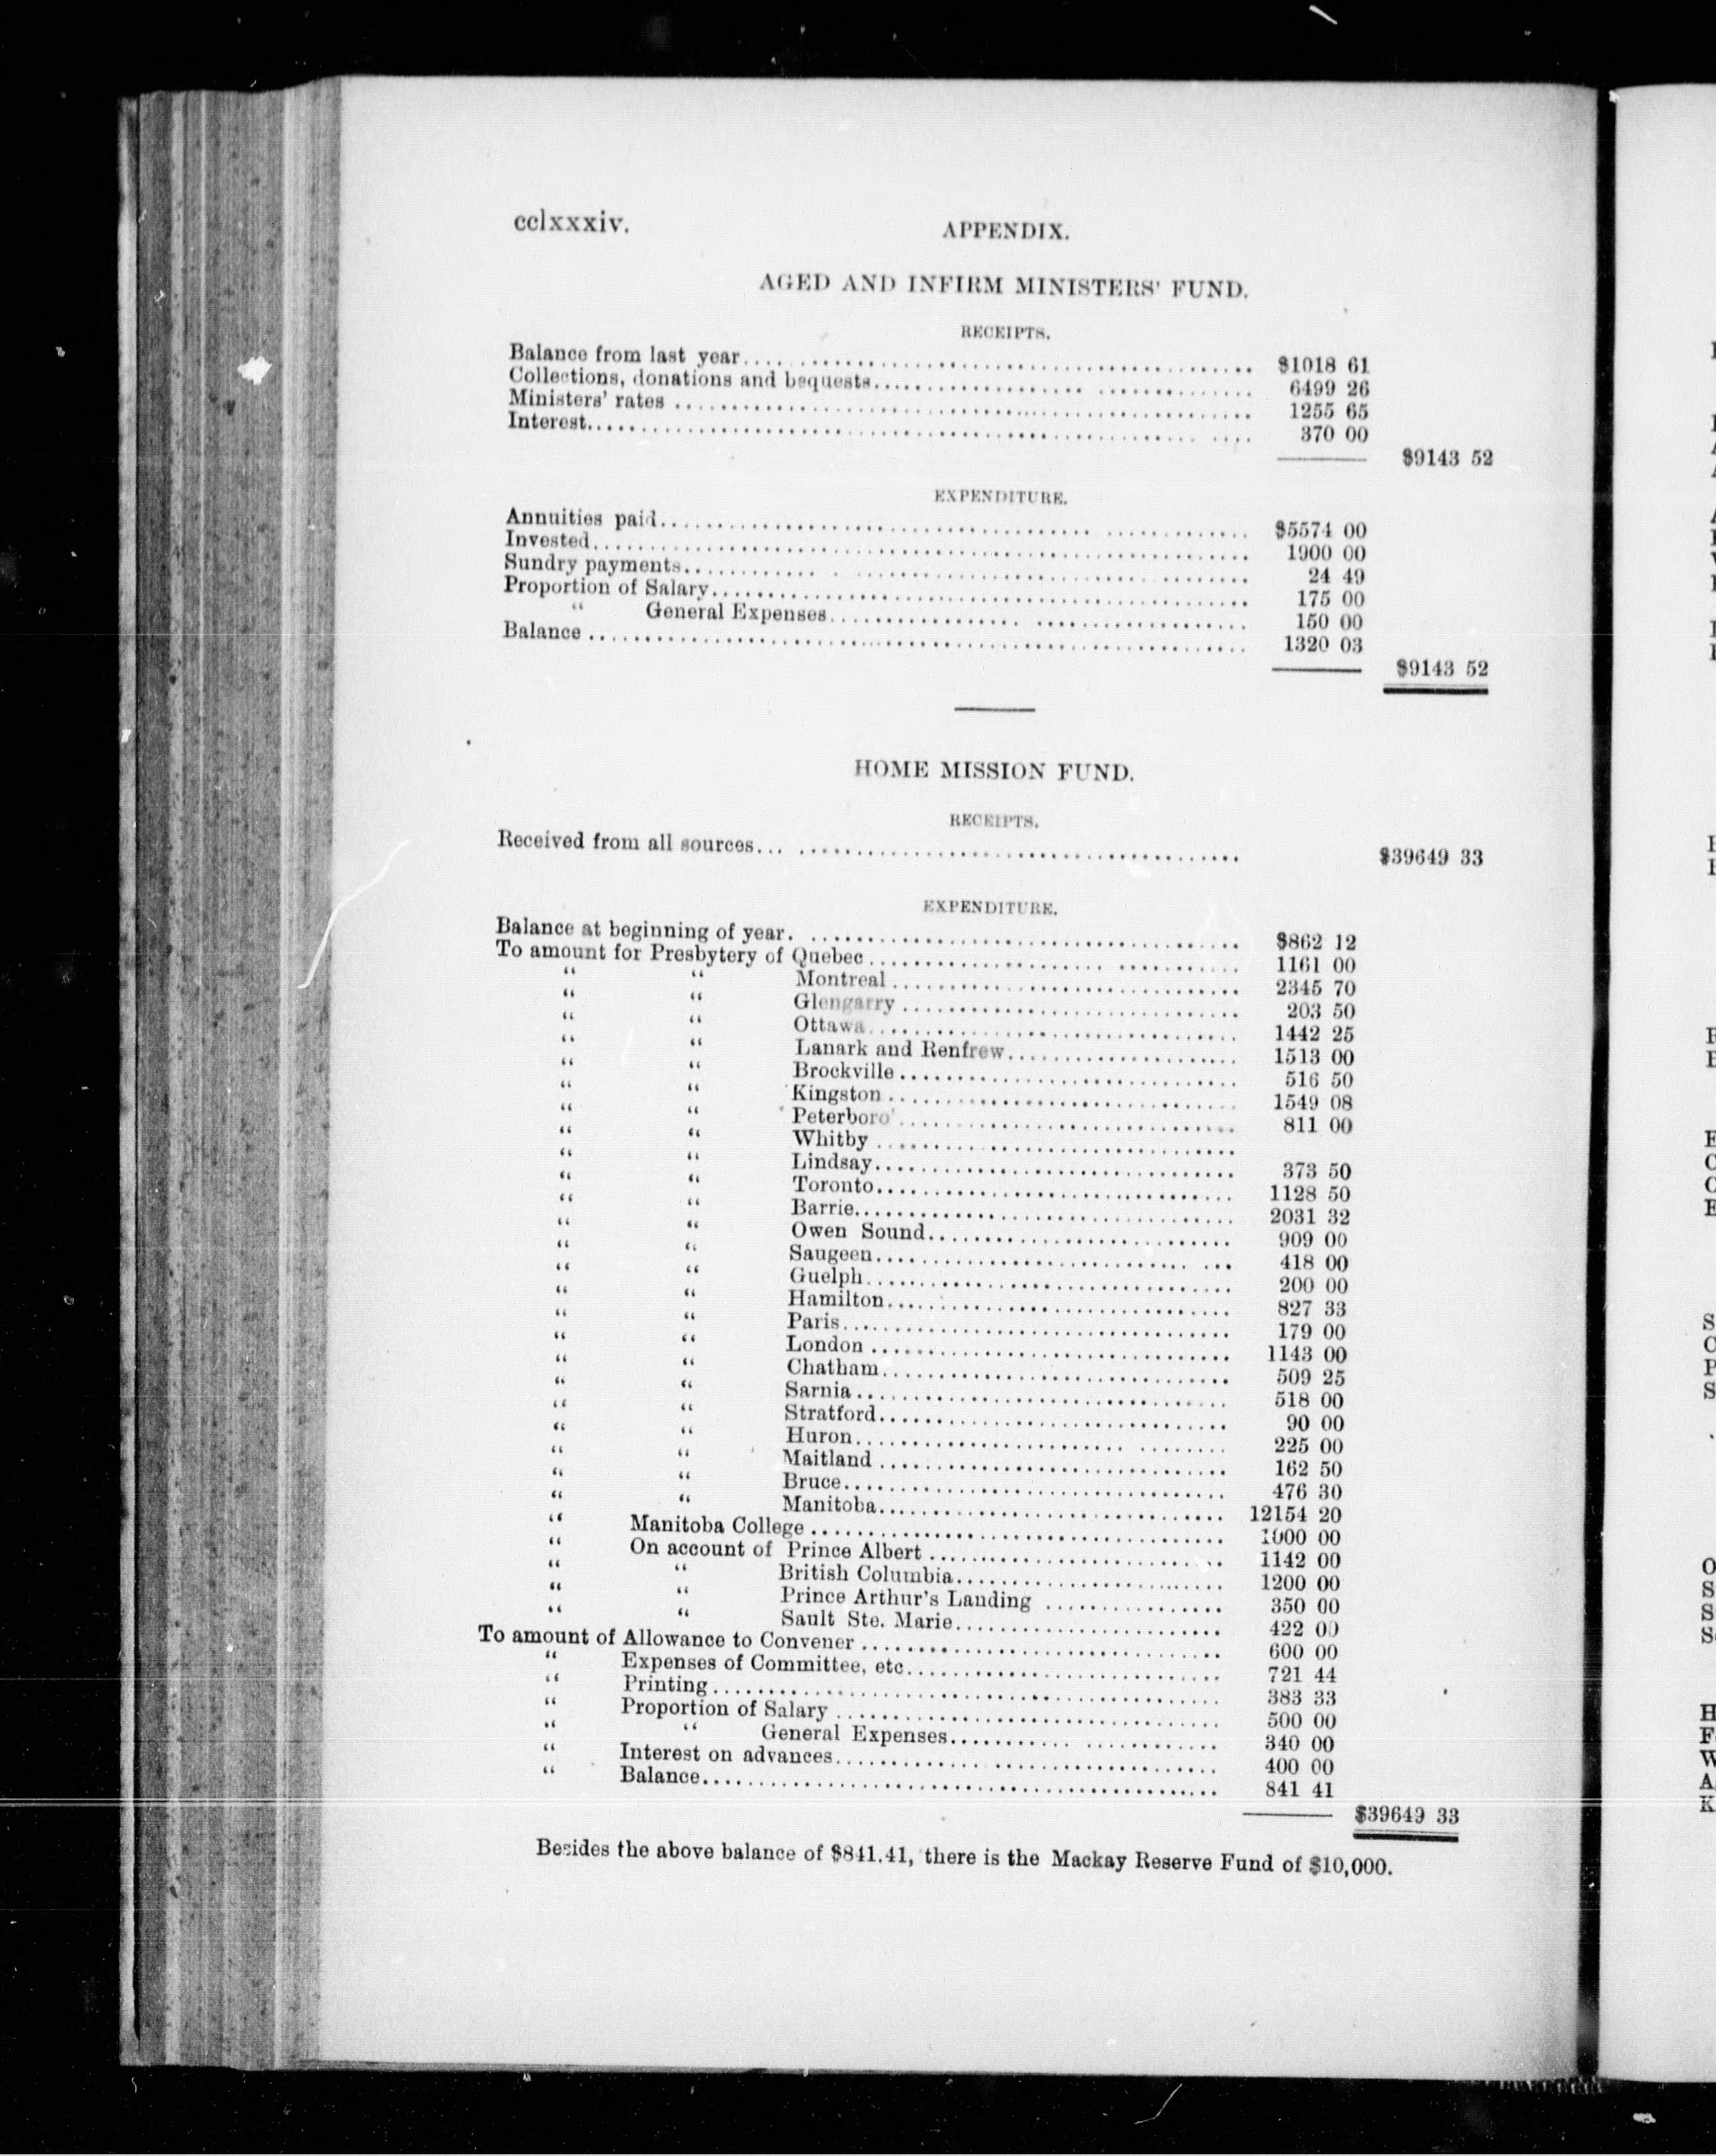 cclxxxiv.
APPENDIX.
AGED AND INFIRM MINISTERS' FUND.
RECEIPTS.
Balance from last year.... $1018 61
Collections, donations and bequests.... 6499 26
Ministers' rates .... 1255 65
Interest.... 370 00
$9143 52
EXPENDITURE.
Annuities paid.... $5574 00
Invested.... 1900 00
Sundry payments.... 24 49
Proportion of Salary.... 175 00
“ General Expenses.... 150 00
Balance .... 1320 03
$9143 52
HOME MISSION FUND.
RECEIPTS.
Received from all sources.... $39649 33
EXPENDITURE.
Balance at beginning of year. .... $862 12
To amount for Presbytery of Quebec .... 1161 00
“ “ Montreal .... 2345 70
“ “ Glengarry .... 203 50
“ “ Ottawa.... 1442 25
“ “ Lanark and Renfrew.... 1513 00
“ “ Brockville .... 516 50
“ “ Kingston .... 1549 08
“ “ Peterboro' .... 811 00
“ “ Whitby ....
“ “ Lindsay.... 373 50
“ “ Toronto.... 1128 50
“ “ Barrie.... 2031 32
“ “ Owen Sound.... 909 00
“ “ Saugeen.... 418 00
“ “ Guelph.... 200 00
“ “ Hamilton.... 827 33
“ “ Paris.... 179 00
“ “ London .... 1143 00
“ “ Chatham.... 509 25
“ “ Sarnia.... 518 00
“ “ Stratford.... 90 00
“ “ Huron.... 225 00
“ “ Maitland .... 162 50
“ “ Bruce.... 476 30
“ “ Manitoba.... 12154 20
“ Manitoba College .... 1000 00
“ On account of Prince Albert .... 1142 00
“ “ British Columbia.... 1200 00
“ “ Prince Arthur's Landing .... 350 00
“ “ Sault Ste. Marie.... 422 00
To amount of Allowance to Convener .... 600 00
“ Expenses of Committee, etc.... 721 44
“ Printing.... 383 33
“ Proportion of Salary .... 500 00
“ “ General Expenses.... 340 00
“ Interest on advances.... 400 00
“ Balance.... 841 41
$39649 33
Besides the above balance of $841.41, there is the Mackay Reserve Fund of $10,000.